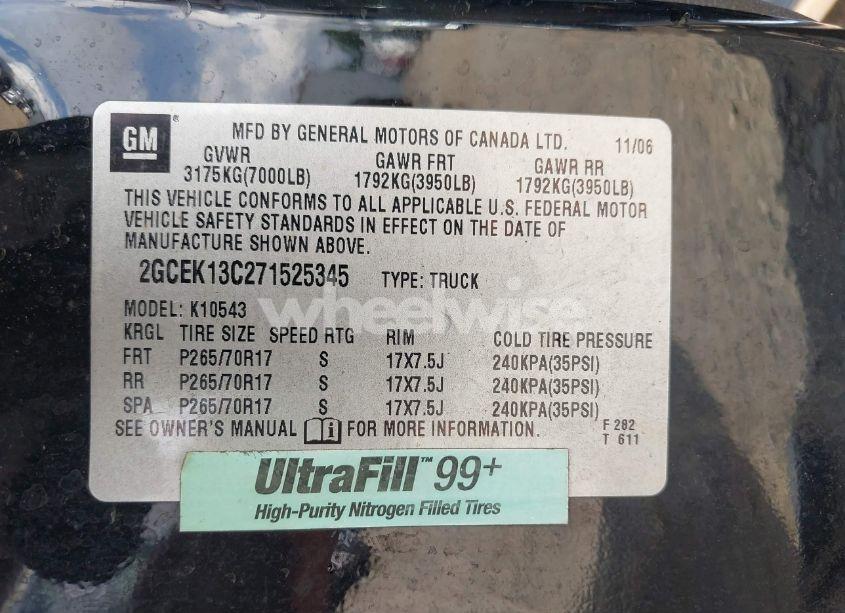 GM
MFD BY GENERAL MOTORS OF CANADA LTD. 11/06
GVWR GAWR FRT GAWR RR
3175KG(7000LB) 1792KG(3950LB) 1792KG(3950LB)
THIS VEHICLE CONFORMS TO ALL APPLICABLE U.S. FEDERAL MOTOR
VEHICLE SAFETY STANDARDS IN EFFECT ON THE DATE OF
MANUFACTURE SHOWN ABOVE.
2GCEK13C271525345 TYPE: TRUCK
wheelwise
MODEL: K10543
KRGL TIRE SIZE SPEED RTG RIM COLD TIRE PRESSURE
FRT P265/70R17 S 17X7.5J 240KPA(35PSI)
RR P265/70R17 S 17X7.5J 240KPA(35PSI)
SPA P265/70R17 S 17X7.5J 240KPA(35PSI)
SEE OWNER'S MANUAL FOR MORE INFORMATION. F 282
T 611
UltraFill™ 99+
High-Purity Nitrogen Filled Tires